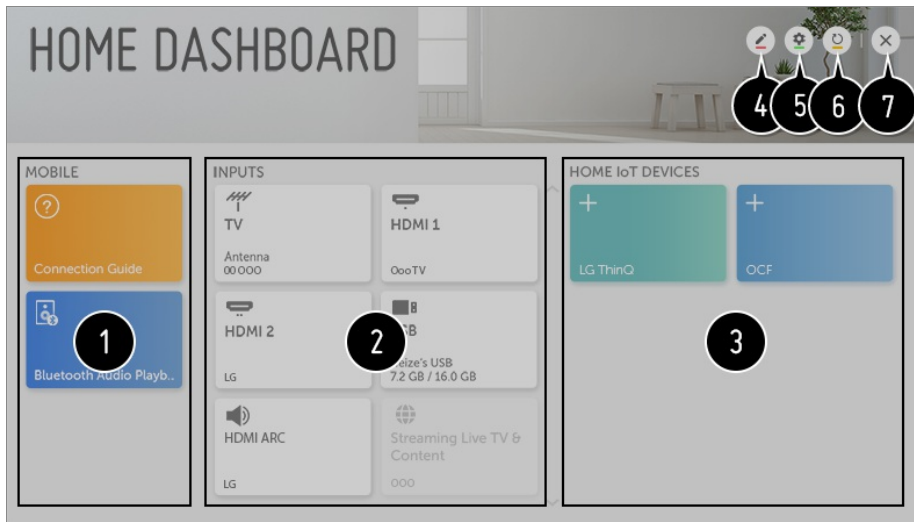 HOME DASHBOARD
4 5 6 7
MOBILE
Connection Guide
Bluetooth Audio Playb..
1
INPUTS
TV
Antenna
00 000
HDMI 1
OooTV
HDMI 2
LG
7.2 GB / 16.0 GB
USB
2
HDMI ARC
LG
Streaming Live TV &
Content
000
HOME IoT DEVICES
LG ThinQ
OCF
3